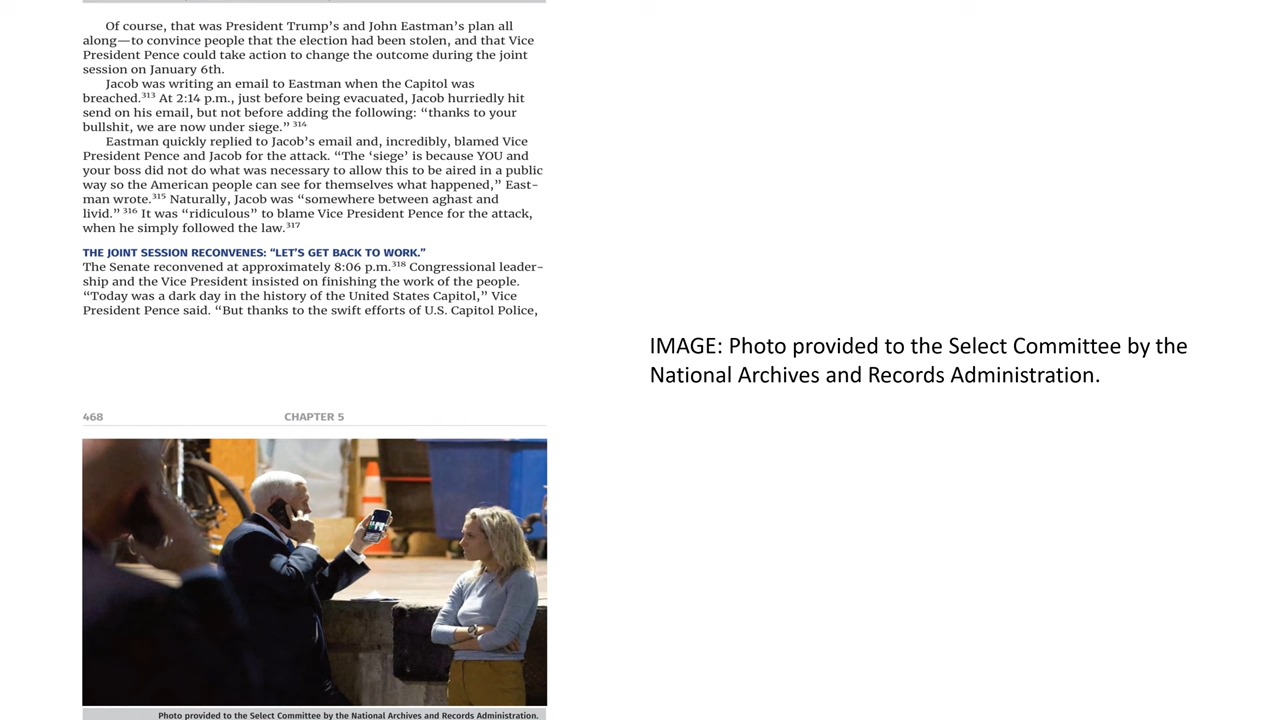 Of course, that was President Trump’s and John Eastman’s plan all
along—to convince people that the election had been stolen, and that Vice
President Pence could take action to change the outcome during the joint
session on January 6th.
Jacob was writing an email to Eastman when the Capitol was
breached.³¹³ At 2:14 p.m., just before being evacuated, Jacob hurriedly hit
send on his email, but not before adding the following: “thanks to your
bullshit, we are now under siege.” ³¹⁴
Eastman quickly replied to Jacob’s email and, incredibly, blamed Vice
President Pence and Jacob for the attack. “The ‘siege’ is because YOU and
your boss did not do what was necessary to allow this to be aired in a public
way so the American people can see for themselves what happened,” East-
man wrote.³¹⁵ Naturally, Jacob was “somewhere between aghast and
livid.” ³¹⁶ It was “ridiculous” to blame Vice President Pence for the attack,
when he simply followed the law.³¹⁷
THE JOINT SESSION RECONVENES: “LET’S GET BACK TO WORK.”
The Senate reconvened at approximately 8:06 p.m.³¹⁸ Congressional leader-
ship and the Vice President insisted on finishing the work of the people.
“Today was a dark day in the history of the United States Capitol,” Vice
President Pence said. “But thanks to the swift efforts of U.S. Capitol Police,
468 CHAPTER 5
Photo provided to the Select Committee by the National Archives and Records Administration.
IMAGE: Photo provided to the Select Committee by the
National Archives and Records Administration.